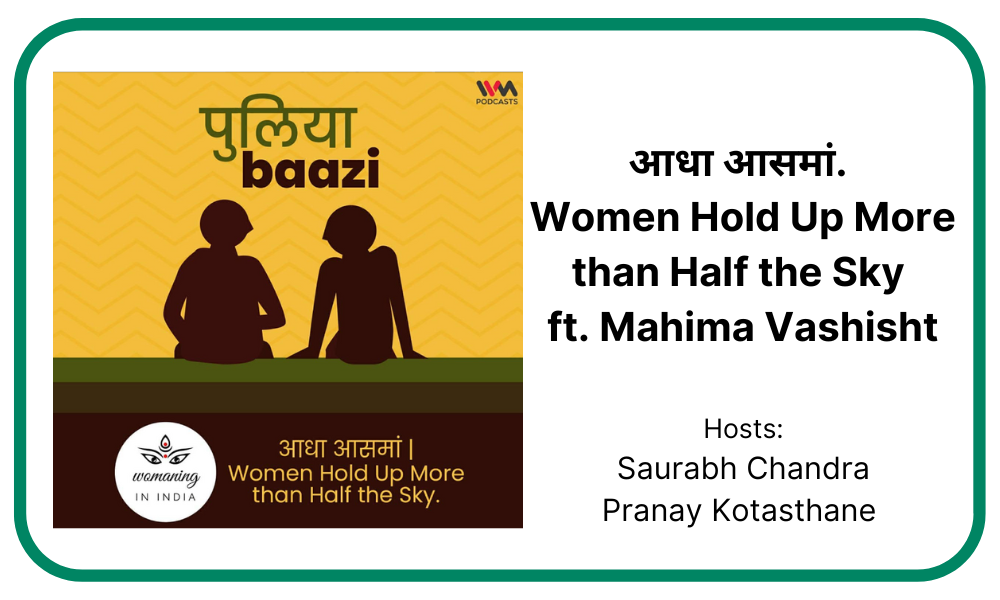 पुलिया
baazi
IVM
PODCASTS
womaning
IN INDIA
आधा आसमां |
Women Hold Up More
than Half the Sky.
आधा आसमां.
Women Hold Up More
than Half the Sky
ft. Mahima Vashisht
Hosts:
Saurabh Chandra
Pranay Kotasthane